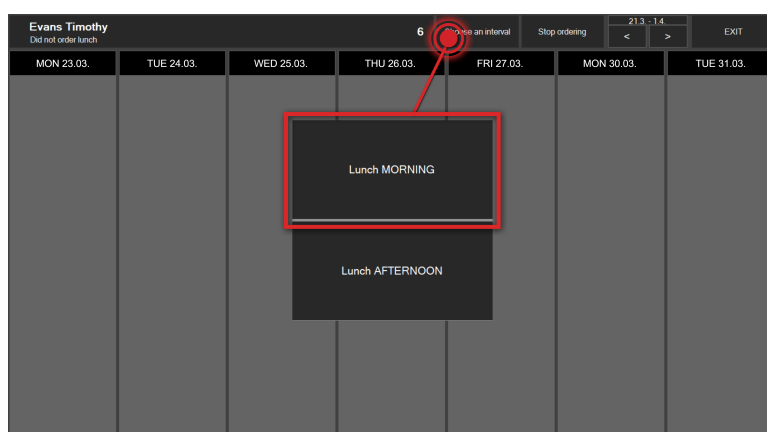 Evans Timothy
Did not order lunch
6
an interval
Stop ordering
21.3. - 1.4.
< >
EXIT
MON 23.03. TUE 24.03. WED 25.03. THU 26.03. FRI 27.03. MON 30.03. TUE 31.03.
Lunch MORNING
Lunch AFTERNOON